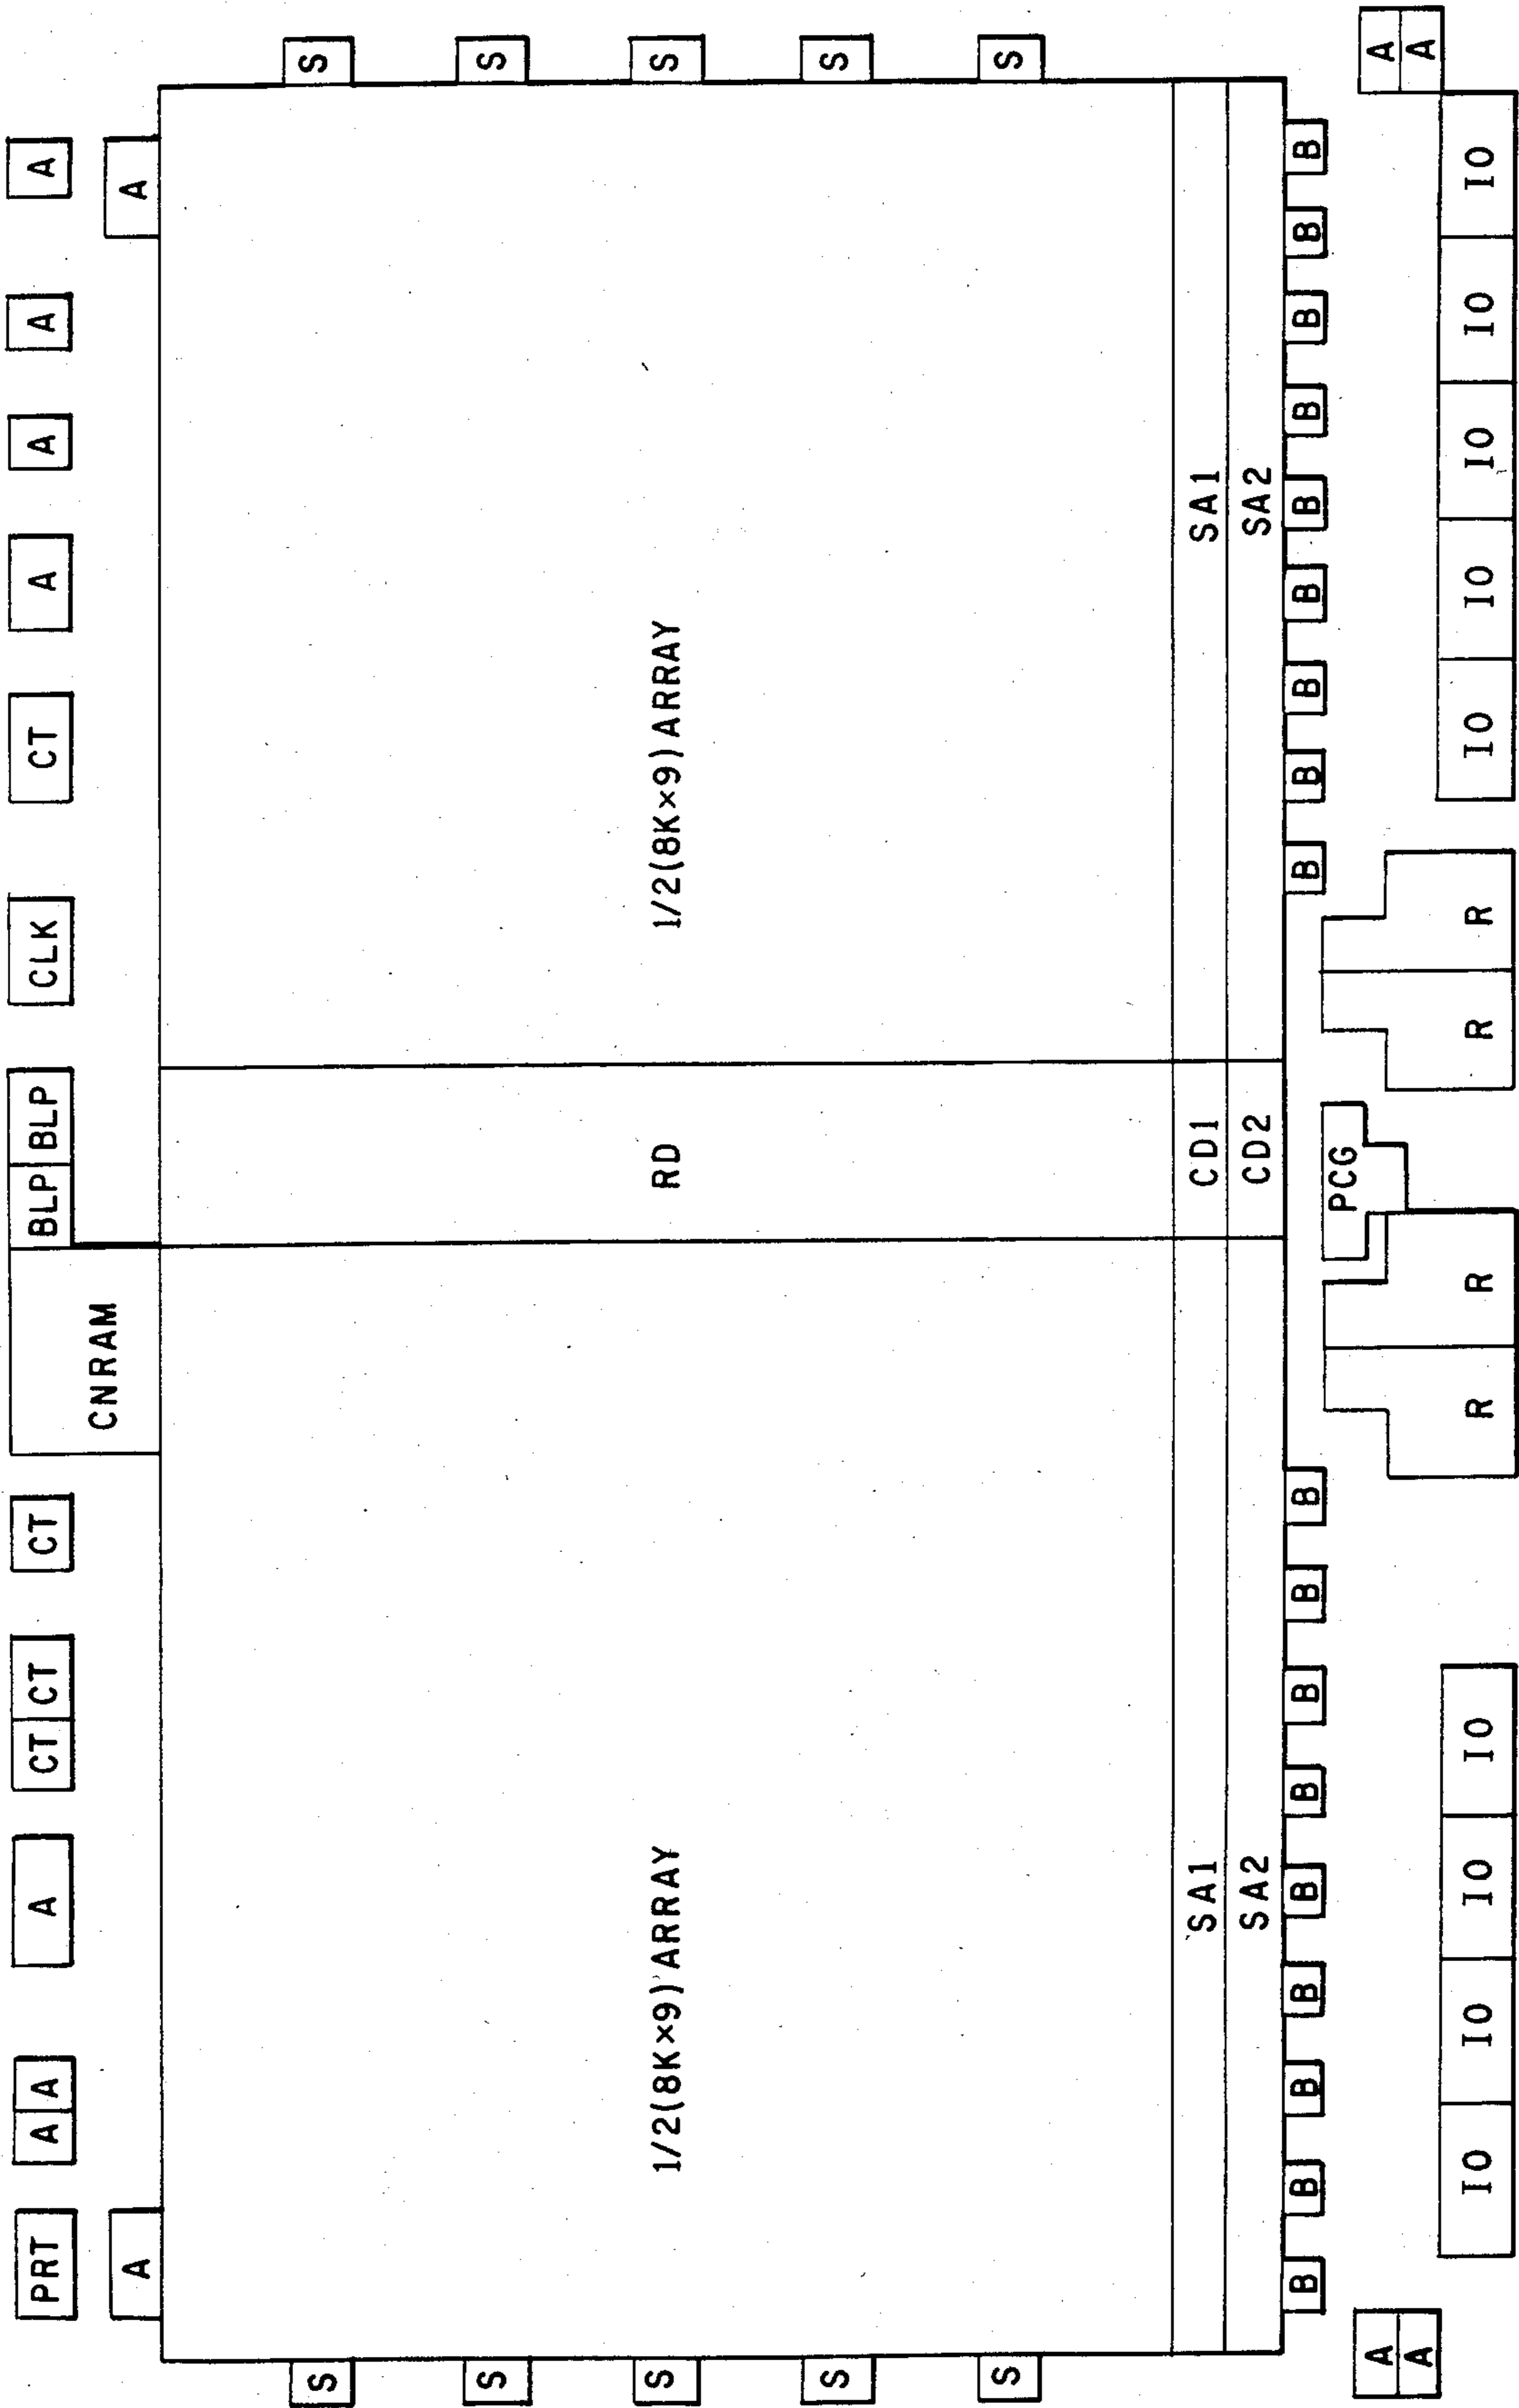 PRT A A A CT CT CT BLP BLP CLK CT A A A A
A CNRAM A
S S
S S
S 1/2(8K×9)ARRAY RD 1/2(8K×9)ARRAY S
S S
S S
SA1 CD1 SA1
SA2 CD2 SA2
B B B B B B B B B B B B B B B B B B
PCG
A A
A A
IO IO IO IO R R R R IO IO IO IO IO